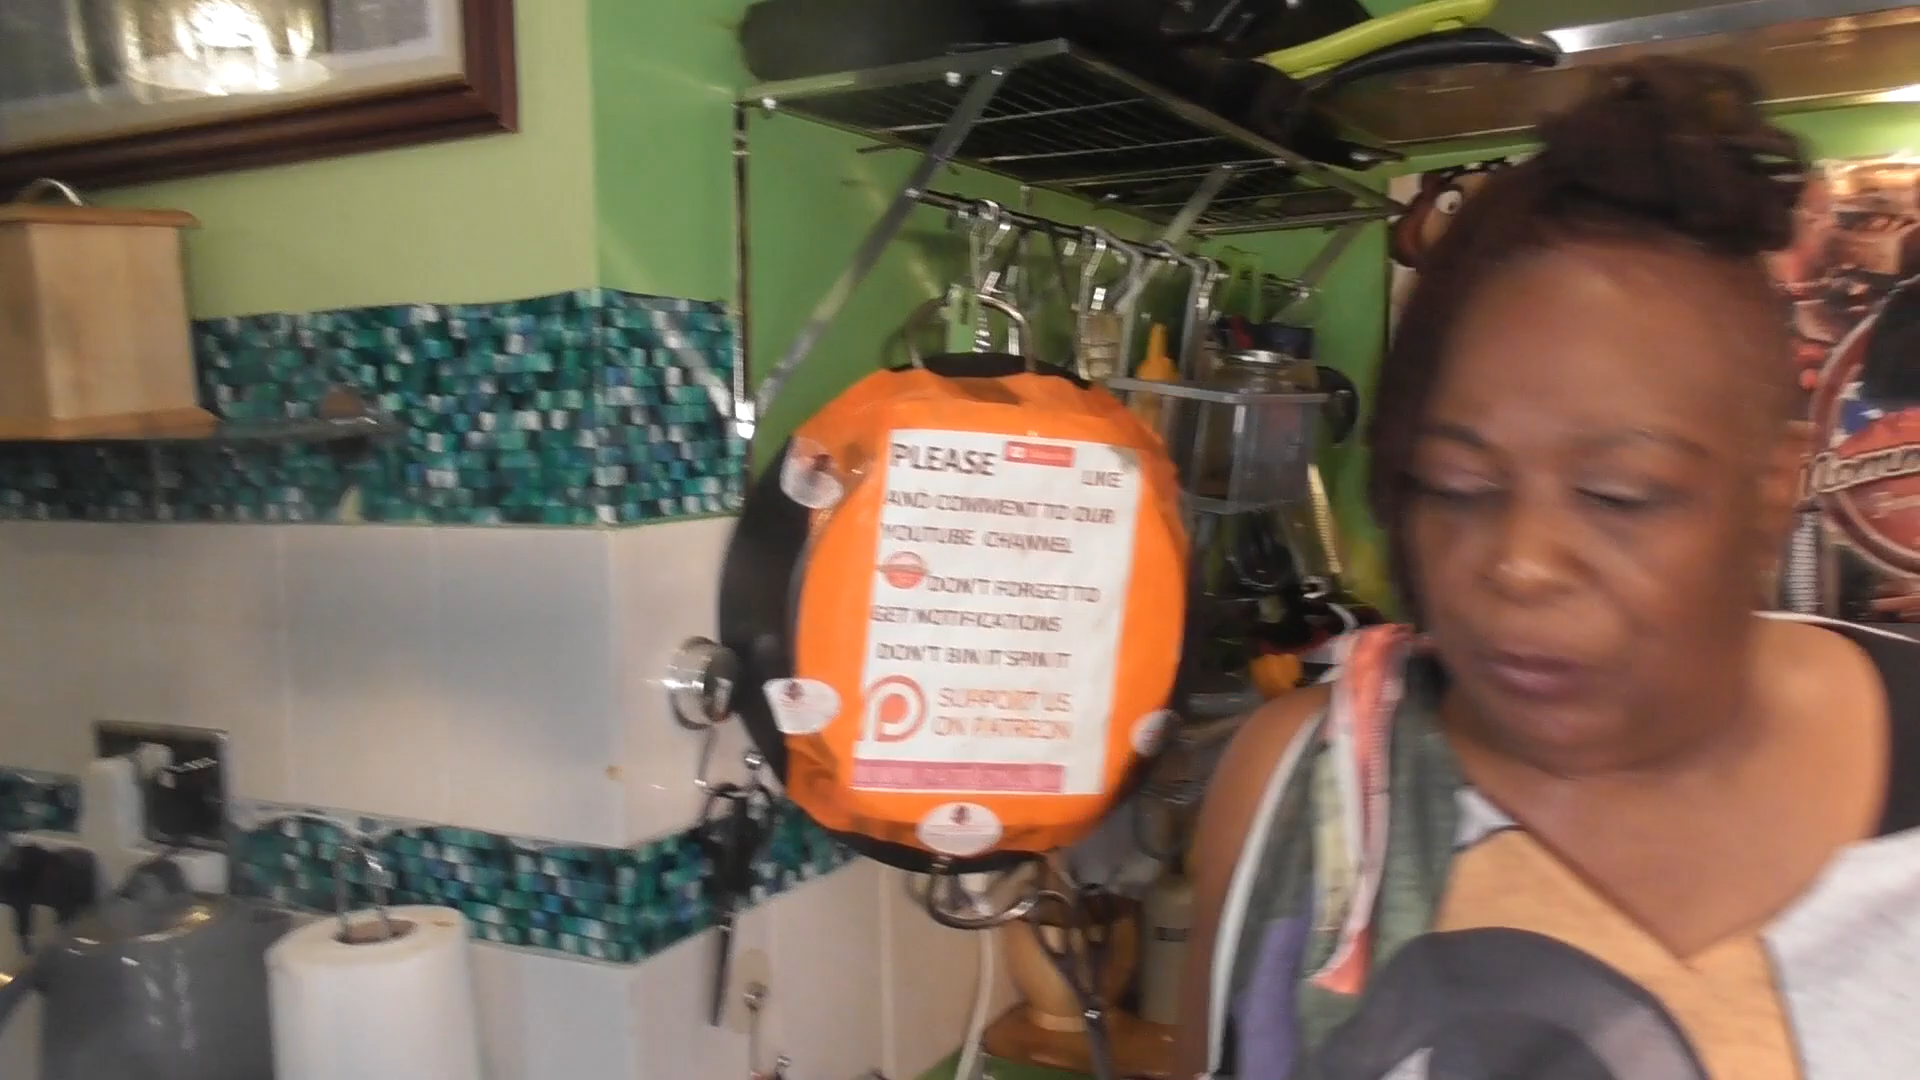 PLEASE LIKE
AND COMMENT TO OUR
YOUTUBE CHANNEL
DON'T FORGET TO
GET NOTIFICATIONS
DON'T BIN IT SPIN IT
SUPPORT US
ON PATREON